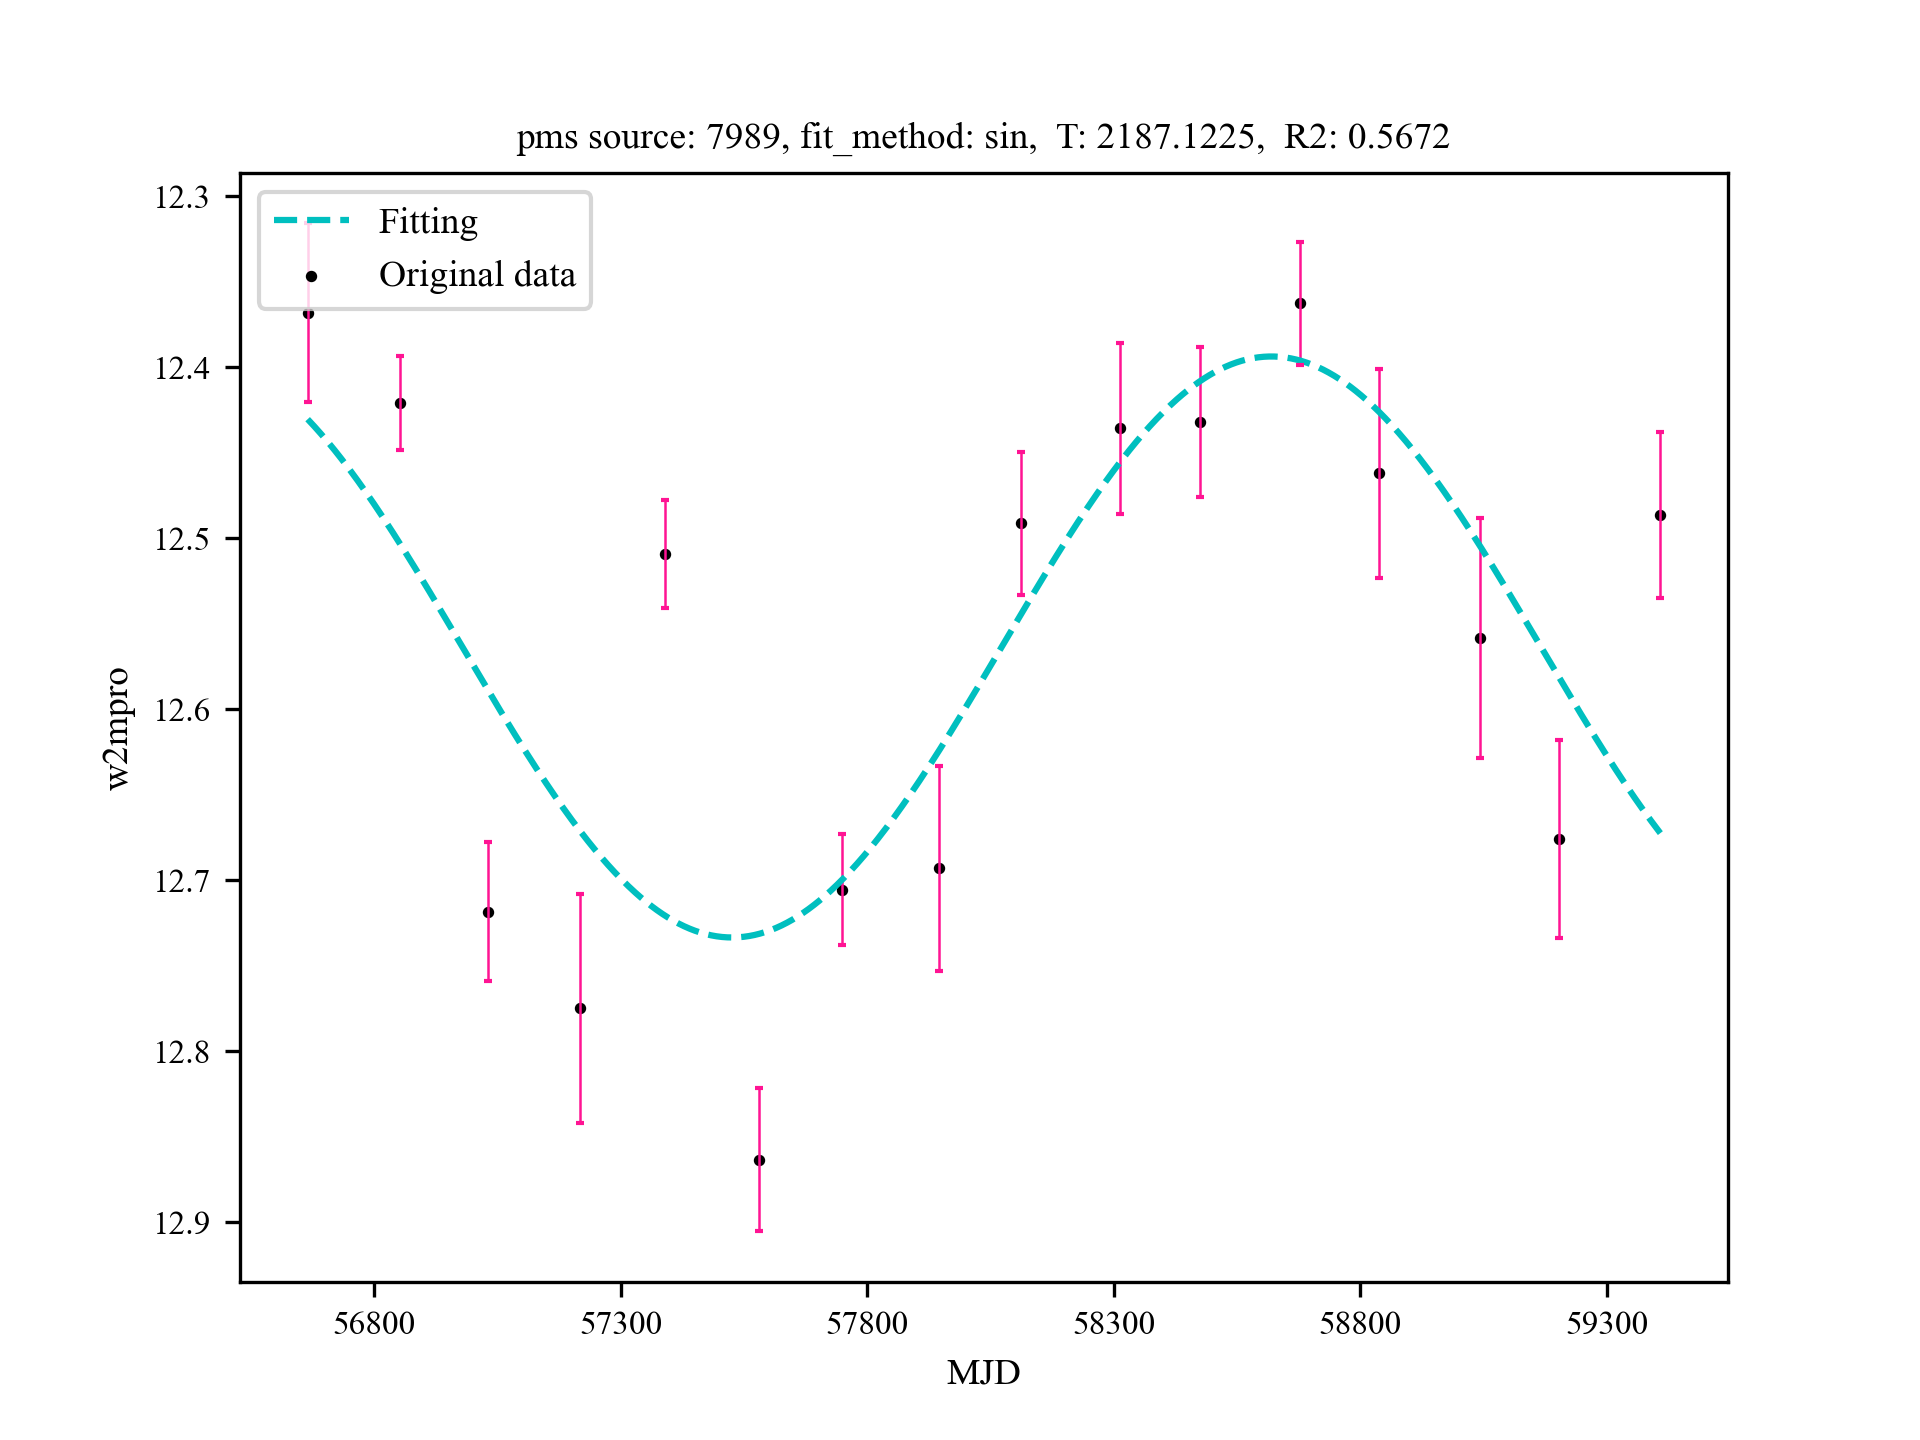 pms source: 7989, fit_method: sin,  T: 2187.1225,  R2: 0.5672
Fitting
Original data
12.3
12.4
12.5
12.6
12.7
12.8
12.9
w2mpro
56800 57300 57800 58300 58800 59300
MJD